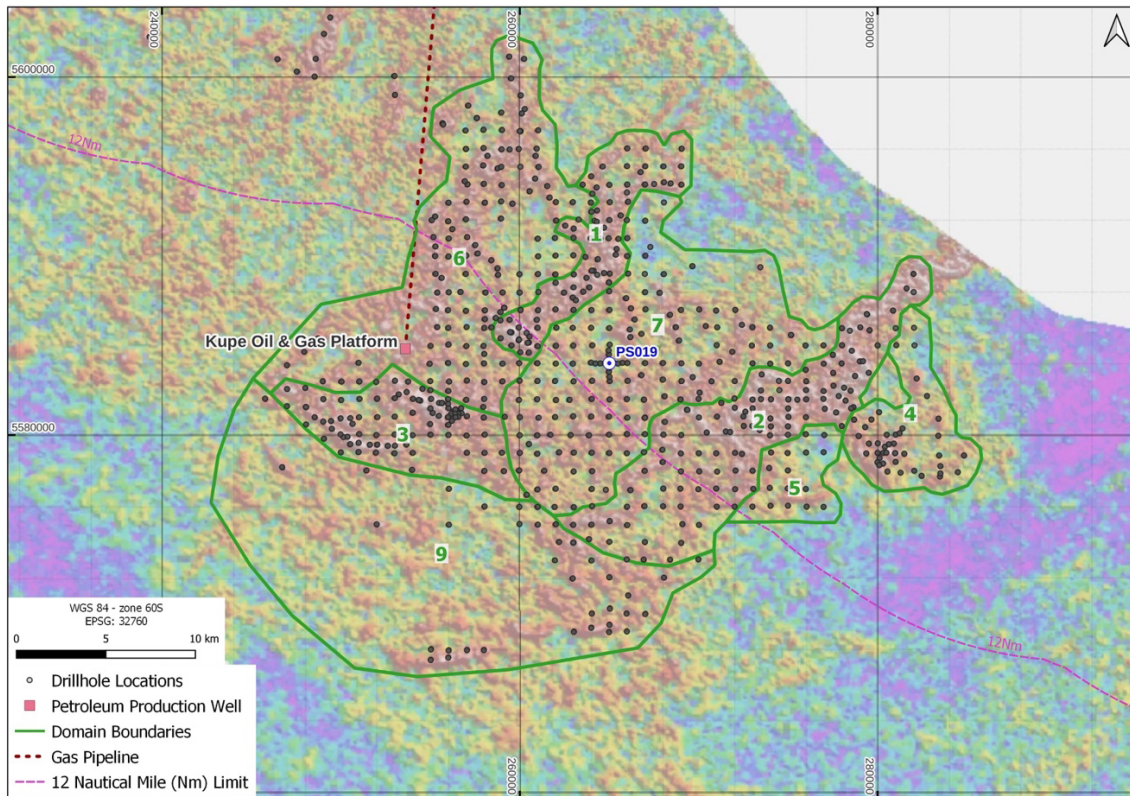 240000
260000
280000
5600000
12Nm
1
6
7
Kupe Oil & Gas Platform
PS019
5580000
2
4
3
5
9
WGS 84 - zone 60S
EPSG: 32760
0 5 10 km
Drillhole Locations
Petroleum Production Well
Domain Boundaries
Gas Pipeline
12 Nautical Mile (Nm) Limit
12Nm
260000
280000